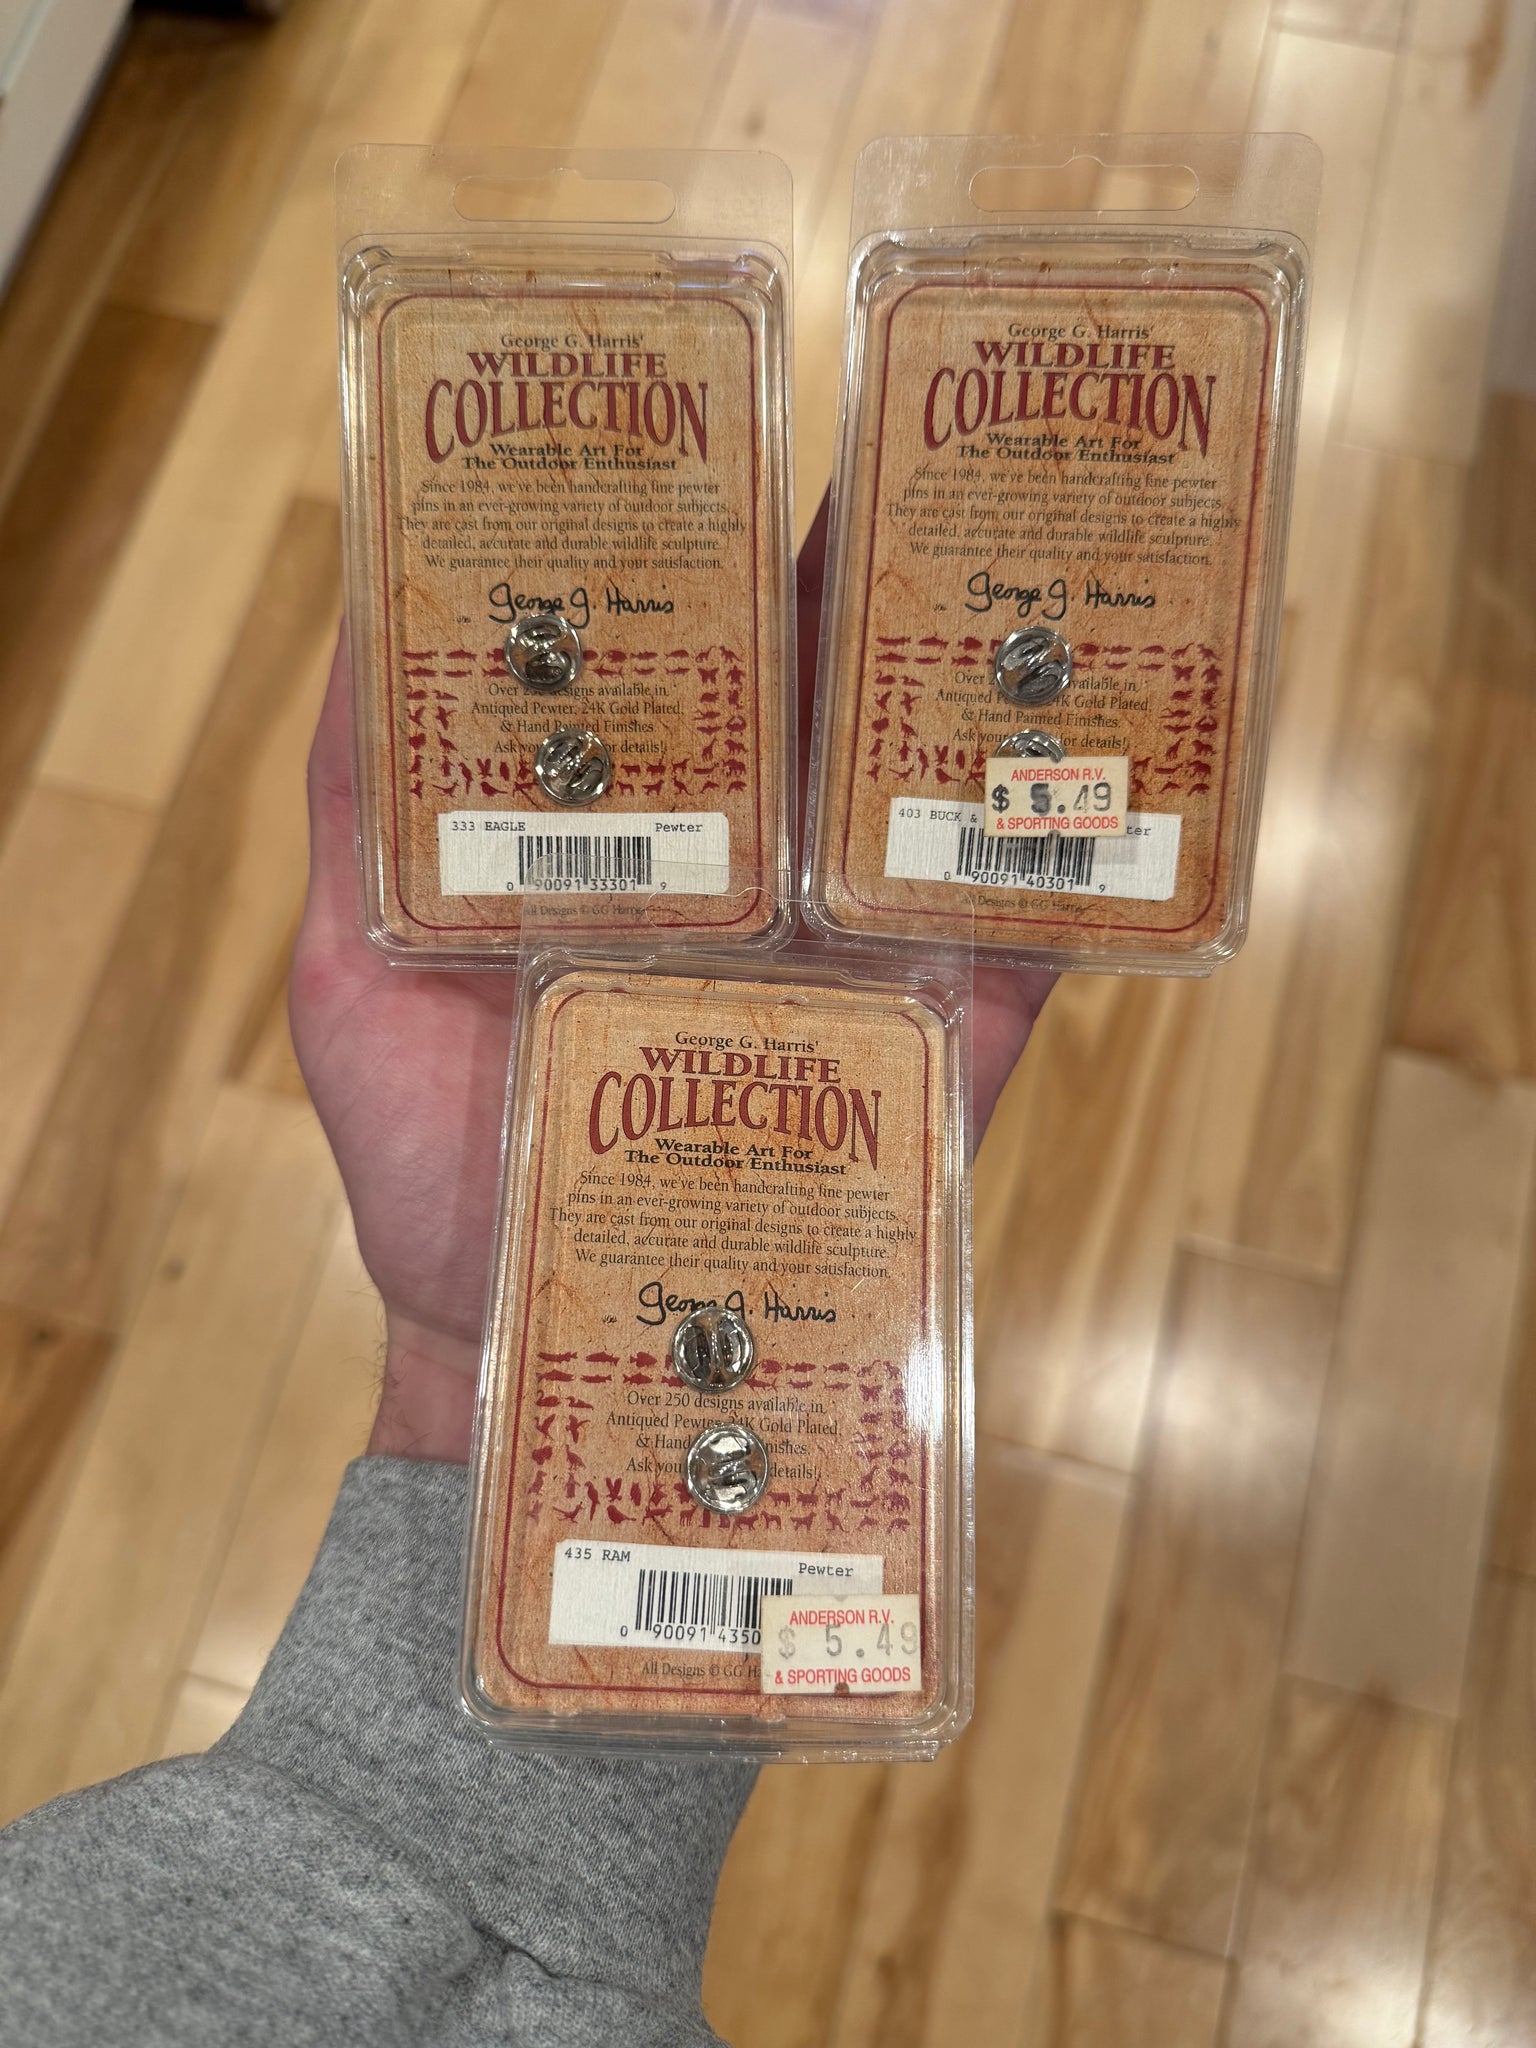 George G. Harris'
WILDLIFE
COLLECTION
Wearable Art For
The Outdoor Enthusiast
Since 1984, we've been handcrafting fine pewter
pins in an ever-growing variety of outdoor subjects.
They are cast from our original designs to create a highly
detailed, accurate and durable wildlife sculpture.
We guarantee their quality and your satisfaction.
George G. Harris
Over designs available in
Antiqued Pewter, 24K Gold Plated,
& Hand Painted Finishes.
Ask for details!
333 EAGLE Pewter
0 90091 33301 9
All Designs © GG Harris
George G. Harris'
WILDLIFE
COLLECTION
Wearable Art For
The Outdoor Enthusiast
Since 1984, we've been handcrafting fine pewter
pins in an ever-growing variety of outdoor subjects.
They are cast from our original designs to create a highly
detailed, accurate and durable wildlife sculpture.
We guarantee their quality and your satisfaction.
George G. Harris
Over available in
Antiqued 24K Gold Plated,
& Hand Painted Finishes.
Ask your for details!
ANDERSON R.V.
$ 5.49
& SPORTING GOODS
403 BUCK &
0 90091 40301 9
All Designs © GG Harris
George G. Harris'
WILDLIFE
COLLECTION
Wearable Art For
The Outdoor Enthusiast
Since 1984, we've been handcrafting fine pewter
pins in an ever-growing variety of outdoor subjects.
They are cast from our original designs to create a highly
detailed, accurate and durable wildlife sculpture.
We guarantee their quality and your satisfaction.
George G. Harris
Over 250 designs available in
Antiqued Pewter, 24K Gold Plated,
& Hand
Ask details!
435 RAM Pewter
0 90091 4350
ANDERSON R.V.
$ 5.49
& SPORTING GOODS
All Designs © GG